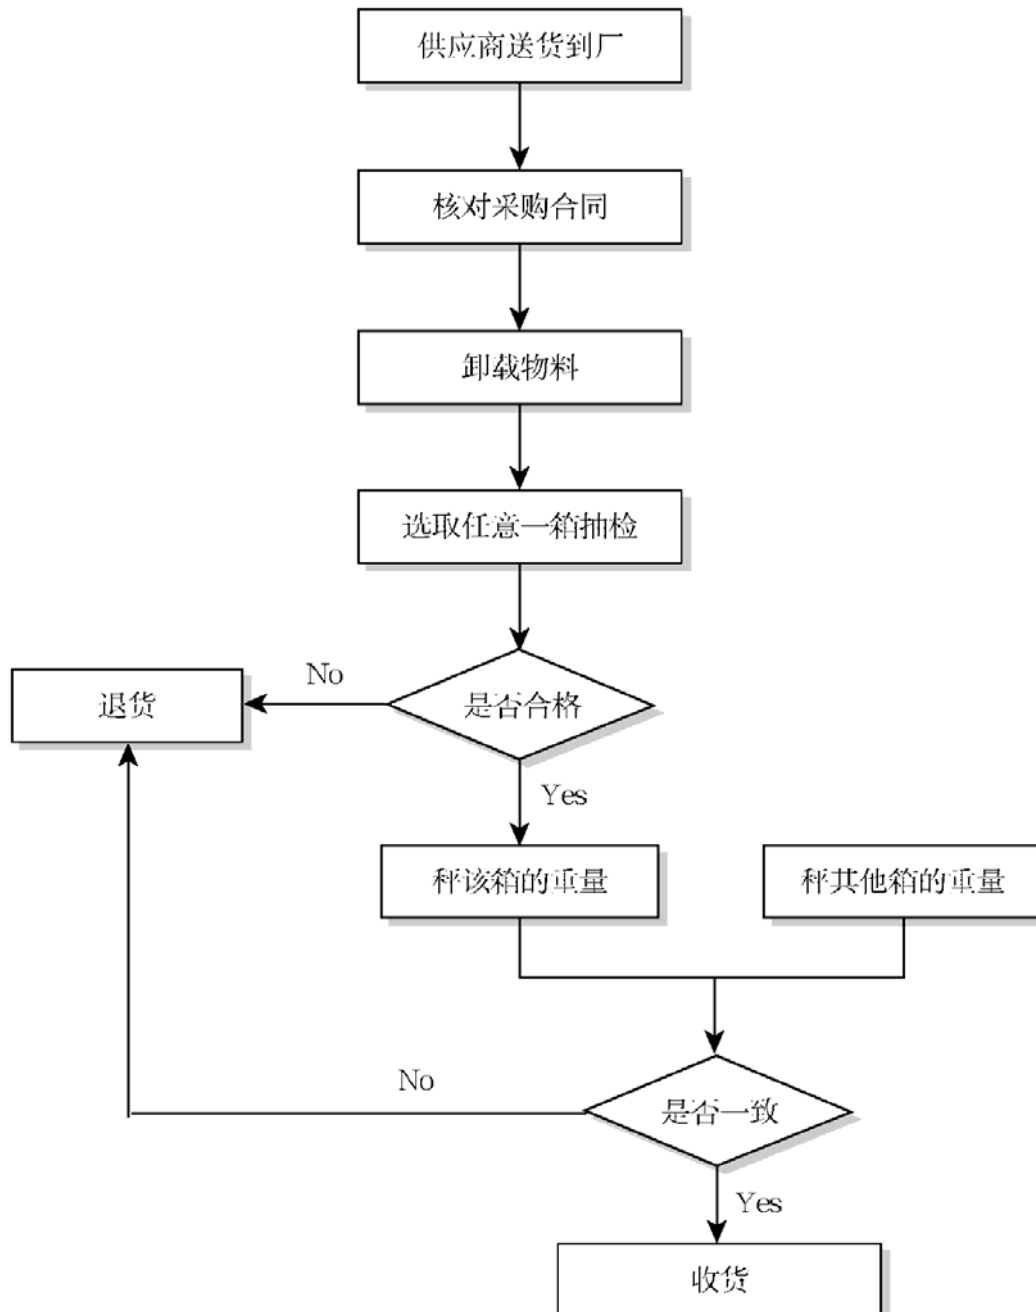 供应商送货到厂
核对采购合同
卸载物料
选取任意一箱抽检
No
退货
是否合格
Yes
秤该箱的重量
秤其他箱的重量
No
是否一致
Yes
收货